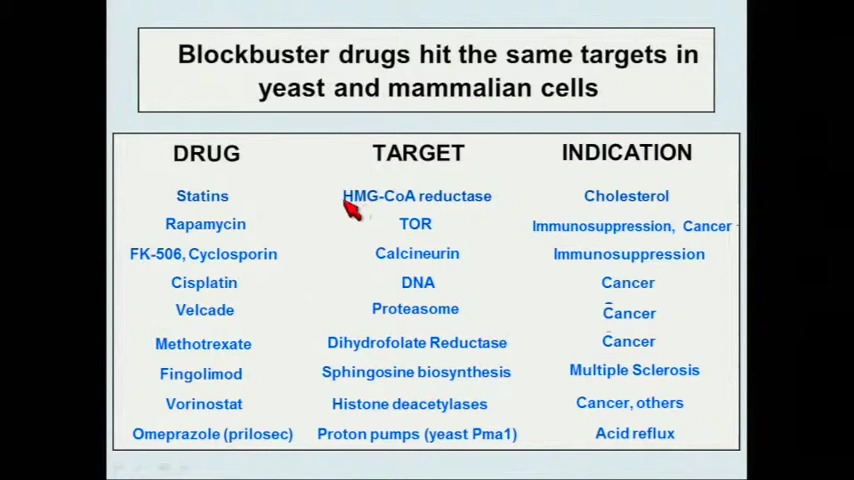 Blockbuster drugs hit the same targets in
yeast and mammalian cells
DRUG TARGET INDICATION
Statins HMG-CoA reductase Cholesterol
Rapamycin TOR Immunosuppression, Cancer
FK-506, Cyclosporin Calcineurin Immunosuppression
Cisplatin DNA Cancer
Velcade Proteasome Cancer
Methotrexate Dihydrofolate Reductase Cancer
Fingolimod Sphingosine biosynthesis Multiple Sclerosis
Vorinostat Histone deacetylases Cancer, others
Omeprazole (prilosec) Proton pumps (yeast Pma1) Acid reflux